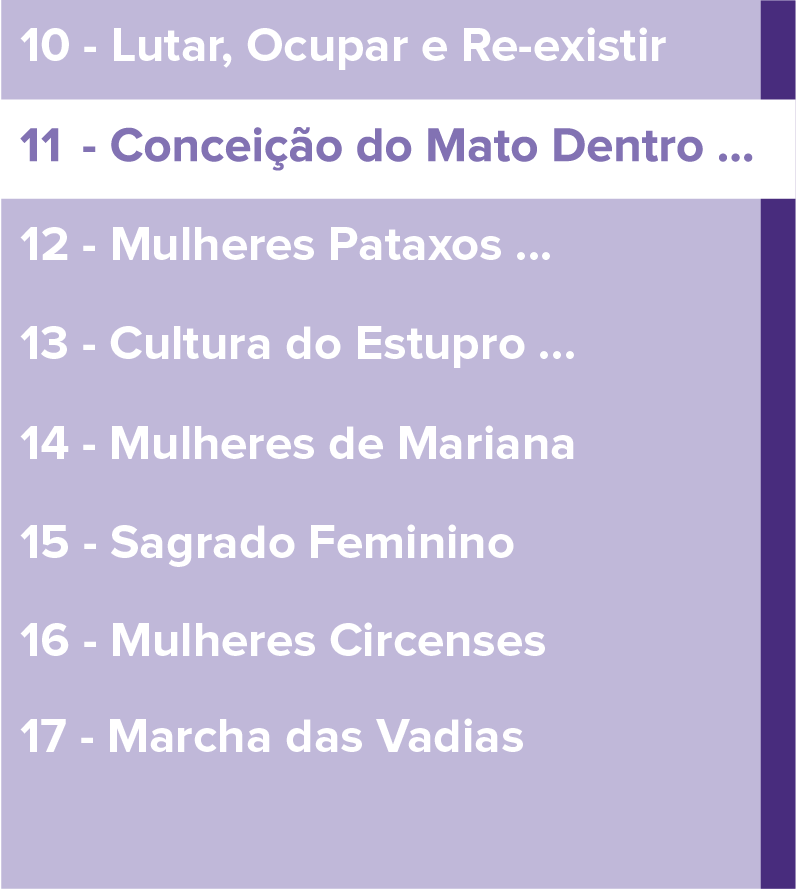 10 - Lutar, Ocupar e Re-existir
11 - Conceição do Mato Dentro ...
12 - Mulheres Pataxos ...
13 - Cultura do Estupro ...
14 - Mulheres de Mariana
15 - Sagrado Feminino
16 - Mulheres Circenses
17 - Marcha das Vadias